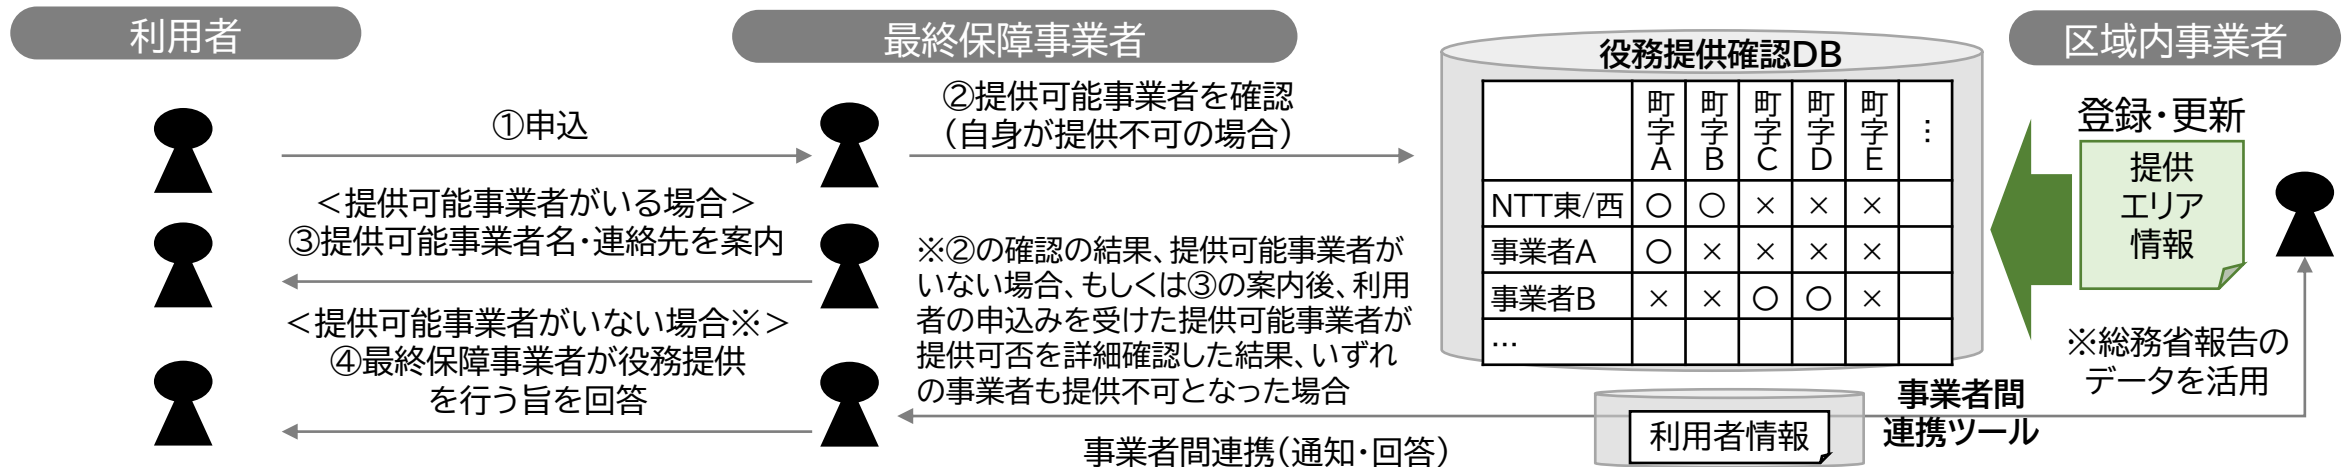 利用者
最終保障事業者
区域内事業者
①申込
②提供可能事業者を確認
（自身が提供不可の場合）
＜提供可能事業者がいる場合＞
③提供可能事業者名・連絡先を案内
＜提供可能事業者がいない場合※＞
④最終保障事業者が役務提供
を行う旨を回答
※②の確認の結果、提供可能事業者が
いない場合、もしくは③の案内後、利用
者の申込みを受けた提供可能事業者が
提供可否を詳細確認した結果、いずれ
の事業者も提供不可となった場合
役務提供確認DB
町字A 町字B 町字C 町字D 町字E …
NTT東/西 〇 〇 × × ×
事業者A 〇 × × × ×
事業者B × × 〇 〇 ×
…
登録・更新
提供
エリア
情報
※総務省報告の
データを活用
事業者間
連携ツール
利用者情報
事業者間連携（通知・回答）